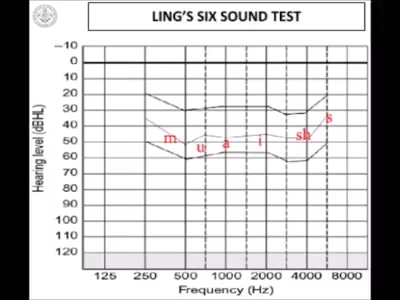 LING'S SIX SOUND TEST
Hearing level (dBHL)
–10
0
10
20
30
40
50
60
70
80
90
100
110
120
m
u
a
i
sh
s
125 250 500 1000 2000 4000 8000
Frequency (Hz)